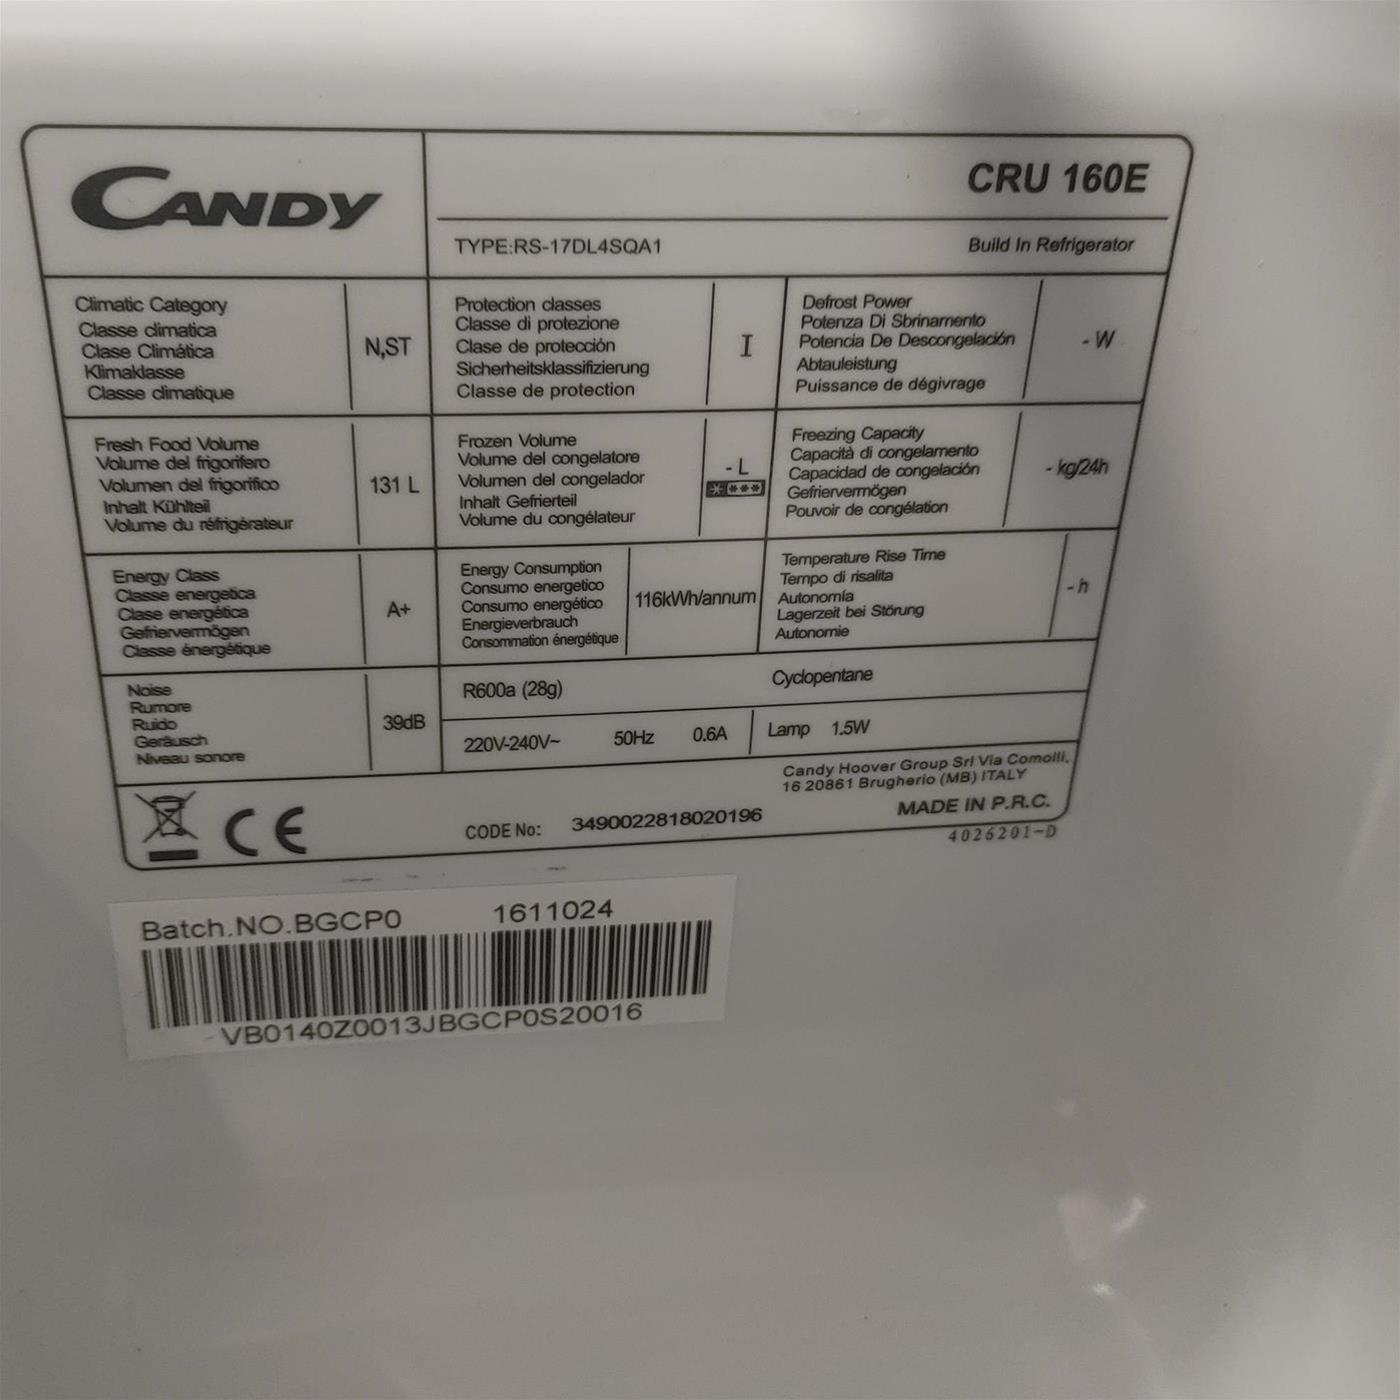 CANDY
CRU 160E
TYPE:RS-17DL4SQA1
Build In Refrigerator
Climatic Category
Classe climatica
Clase Climática
Klimaklasse
Classe climatique
N,ST
Protection classes
Classe di protezione
Clase de protección
Sicherheitsklassifizierung
Classe de protection
I
Defrost Power
Potenza Di Sbrinamento
Potencia De Descongelación
Abtauleistung
Puissance de dégivrage
- W
Fresh Food Volume
Volume del frigorifero
Volumen del frigorifico
Inhalt Kühlteil
Volume du réfrigérateur
131 L
Frozen Volume
Volume del congelatore
Volumen del congelador
Inhalt Gefrierteil
Volume du congélateur
- L
Freezing Capacity
Capacità di congelamento
Capacidad de congelación
Gefriervermögen
Pouvoir de congélation
- kg/24h
Energy Class
Classe energetica
Clase energética
Gefriervermögen
Classe énergétique
A+
Energy Consumption
Consumo energetico
Consumo energético
Energieverbrauch
Consommation énergétique
116kWh/annum
Temperature Rise Time
Tempo di risalita
Autonomía
Lagerzeit bei Störung
Autonomie
- h
Noise
Rumore
Ruido
Geräusch
Niveau sonore
39dB
R600a (28g)
Cyclopentane
220V-240V~ 50Hz 0.6A
Lamp 1.5W
Candy Hoover Group Srl Via Comolli,
16 20861 Brugherio (MB) ITALY
MADE IN P.R.C.
CE
CODE No: 3490022818020196
4026201-D
Batch.NO.BGCP0 1611024
VB0140Z0013JBGCP0S20016